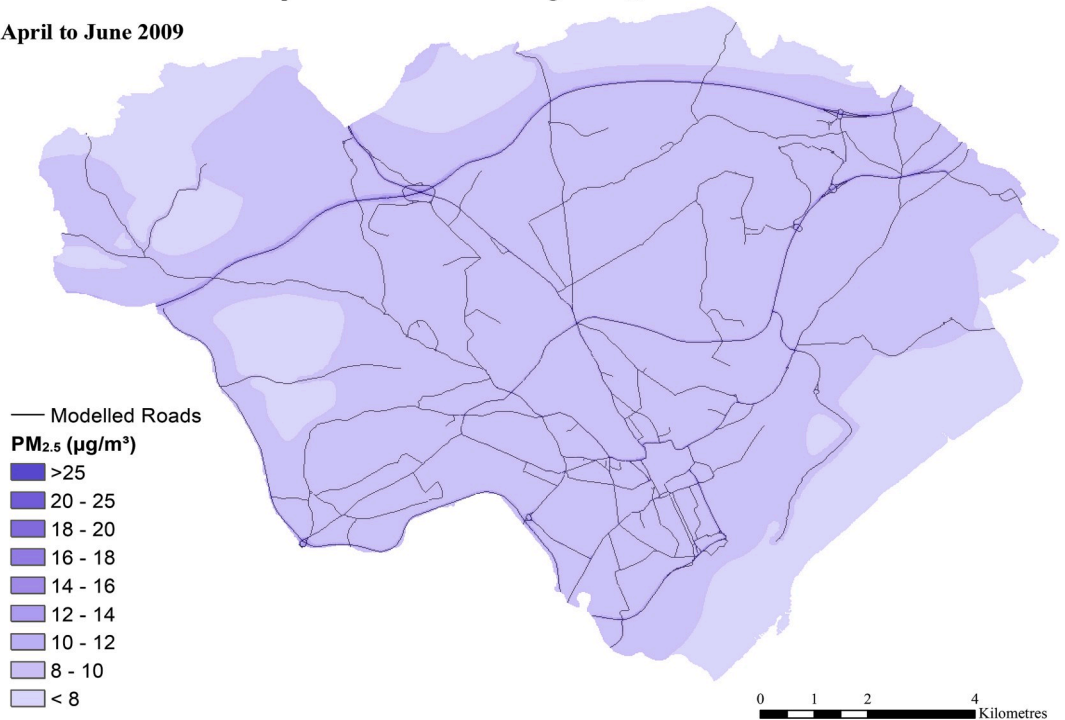 April to June 2009
Modelled Roads
PM2.5 (µg/m³)
>25
20 - 25
18 - 20
16 - 18
14 - 16
12 - 14
10 - 12
8 - 10
< 8
0 1 2 4
Kilometres